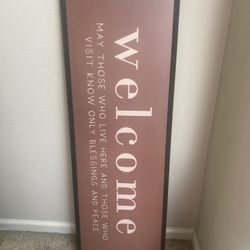 welcome
MAY THOSE WHO LIVE HERE AND THOSE WHO
VISIT KNOW ONLY BLESSINGS AND PEACE